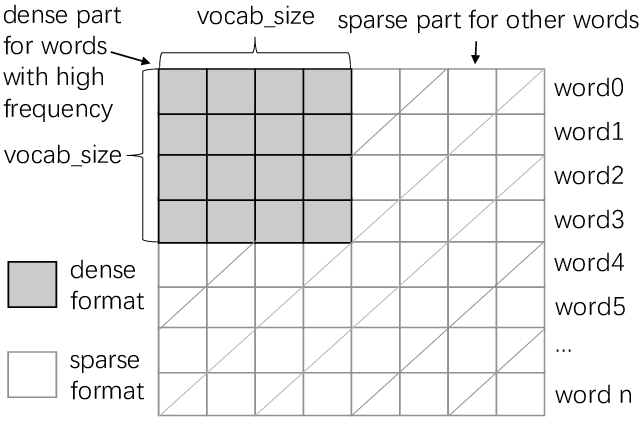 dense part
for words
with high
frequency
vocab_size
sparse part for other words
vocab_size
word0
word1
word2
word3
word4
word5
...
word n
dense
format
sparse
format